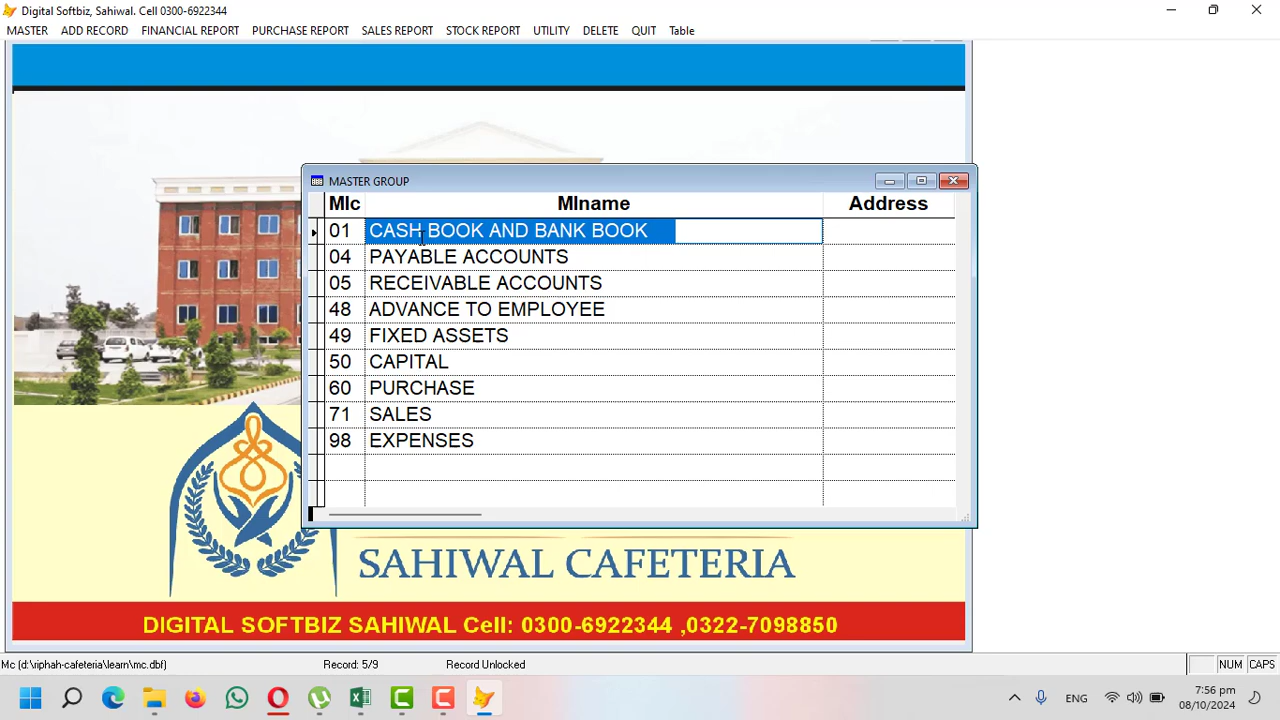 Digital Softbiz, Sahiwal. Cell 0300-6922344
MASTER ADD RECORD FINANCIAL REPORT PURCHASE REPORT SALES REPORT STOCK REPORT UTILITY DELETE QUIT Table
MASTER GROUP
Mlc Mlname Address
01 CASH BOOK AND BANK BOOK
04 PAYABLE ACCOUNTS
05 RECEIVABLE ACCOUNTS
48 ADVANCE TO EMPLOYEE
49 FIXED ASSETS
50 CAPITAL
60 PURCHASE
71 SALES
98 EXPENSES
SAHIWAL CAFETERIA
DIGITAL SOFTBIZ SAHIWAL Cell: 0300-6922344 ,0322-7098850
Mc (d:\riphah-cafeteria\learn\mc.dbf) Record: 5/9 Record Unlocked NUM CAPS
ENG 7:56 pm
08/10/2024